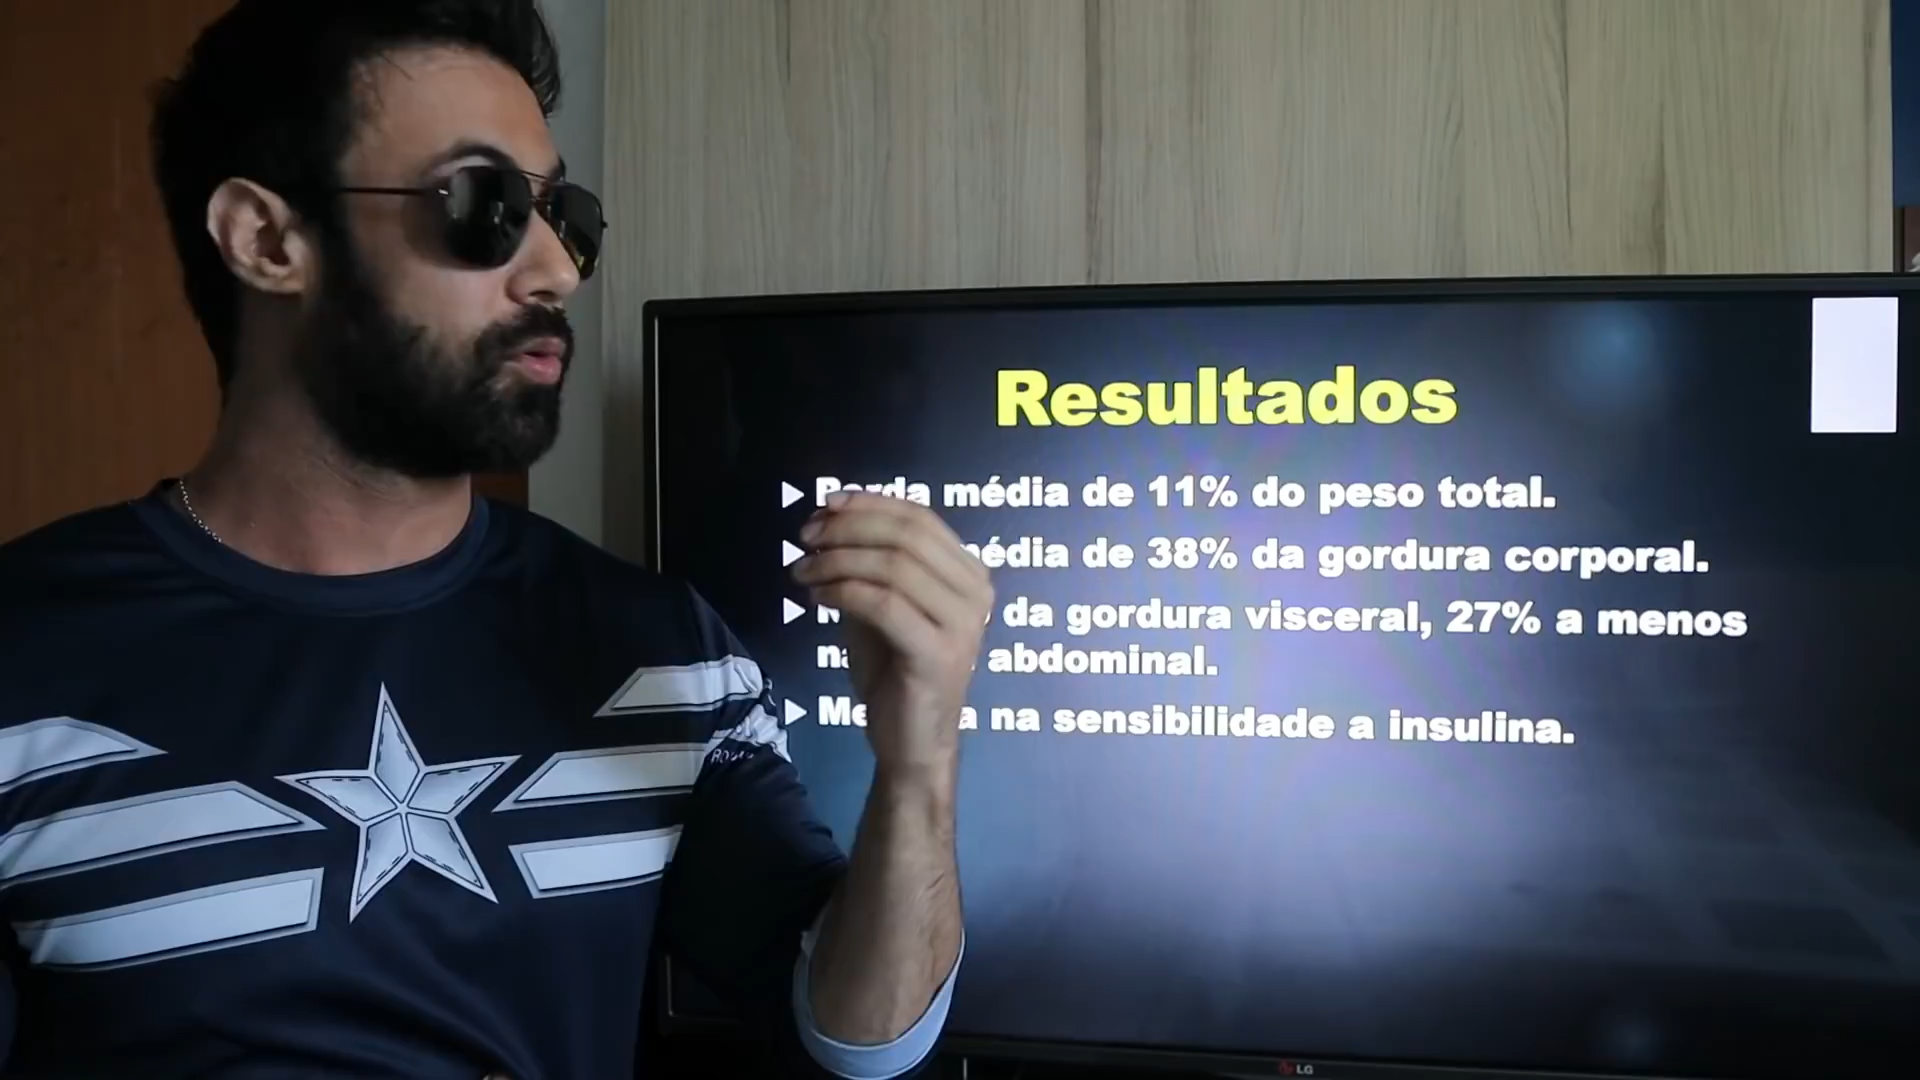 Resultados
Perda média de 11% do peso total.
média de 38% da gordura corporal.
da gordura visceral, 27% a menos
abdominal.
na sensibilidade a insulina.
LG